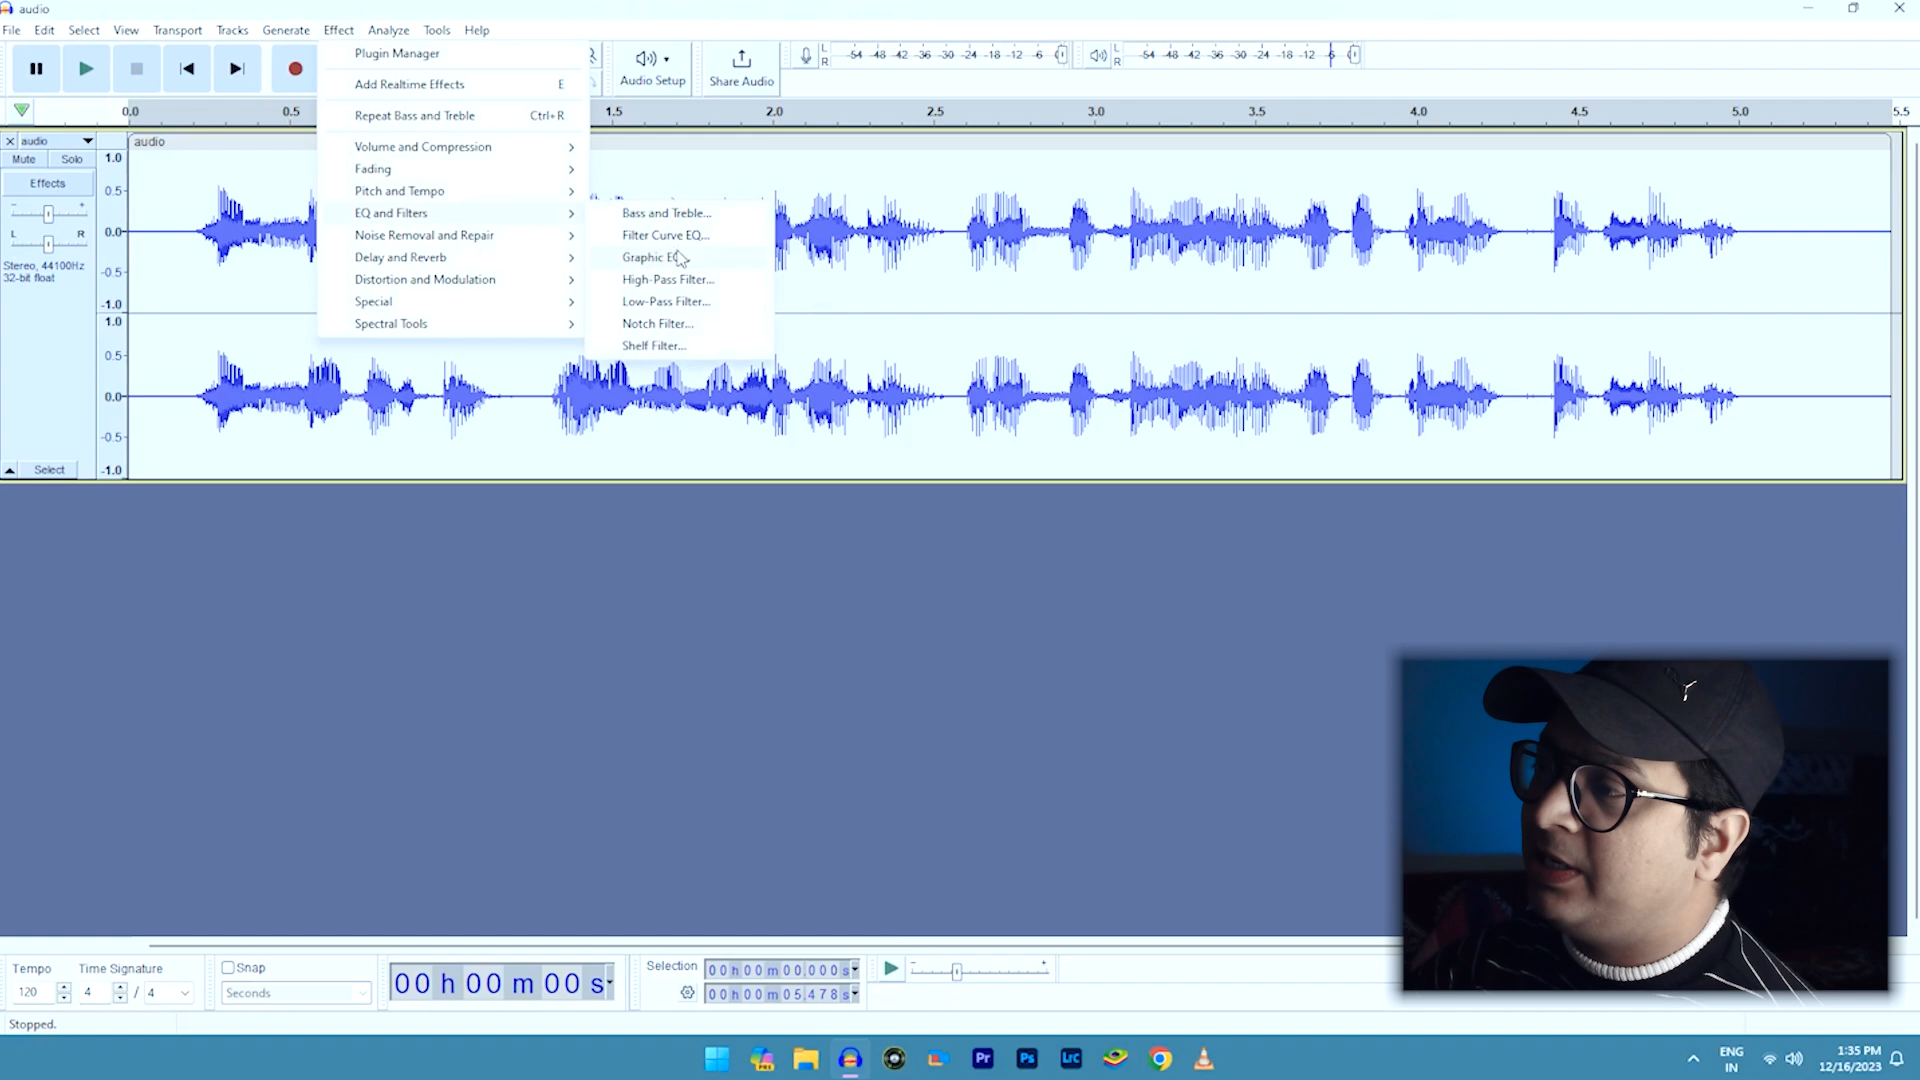 audio
File Edit Select View Transport Tracks Generate Effect Analyze Tools Help
Plugin Manager
Add Realtime Effects E
Repeat Bass and Treble Ctrl+R
Volume and Compression
Fading
Pitch and Tempo
EQ and Filters
Noise Removal and Repair
Delay and Reverb
Distortion and Modulation
Special
Spectral Tools
Bass and Treble...
Filter Curve EQ...
Graphic EQ
High-Pass Filter...
Low-Pass Filter...
Notch Filter...
Shelf Filter...
Audio Setup
Share Audio
L
R
-54 -48 -42 -36 -30 -24 -18 -12 -6
L
R
-54 -48 -42 -36 -30 -24 -18 -12 -6
0.0 0.5 1.5 2.0 2.5 3.0 3.5 4.0 4.5 5.0 5.5
audio
audio
Mute Solo
Effects
- +
L R
Stereo, 44100Hz
32-bit float
Select
1.0
0.5
0.0
-0.5
-1.0
1.0
0.5
0.0
-0.5
-1.0
Tempo
120
Time Signature
4 / 4
Snap
Seconds
00 h 00 m 00 s
Selection
00 h 00 m 00.000 s
00 h 00 m 05.478 s
- +
Stopped.
PRE
Pr
Ps
Lrc
ENG
IN
1:35 PM
12/16/2023